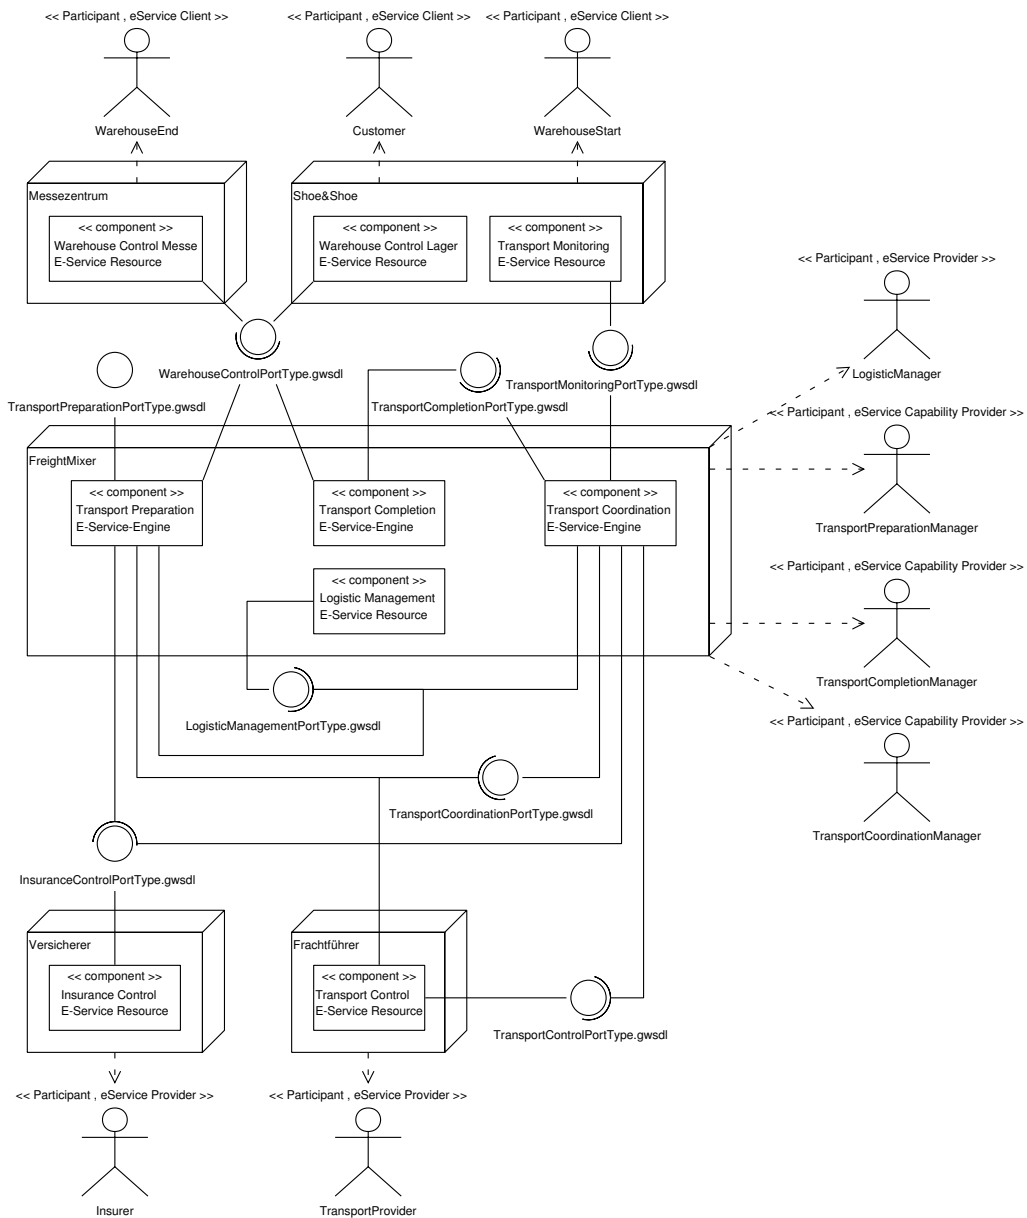 << Participant , eService Client >>
<< Participant , eService Client >>
<< Participant , eService Client >>
WarehouseEnd
Customer
WarehouseStart
Messezentrum
<< component >>
Warehouse Control Messe
E-Service Resource
Shoe&Shoe
<< component >>
Warehouse Control Lager
E-Service Resource
<< component >>
Transport Monitoring
E-Service Resource
<< Participant , eService Provider >>
LogisticManager
WarehouseControlPortType.gwsdl
TransportMonitoringPortType.gwsdl
TransportPreparationPortType.gwsdl
TransportCompletionPortType.gwsdl
<< Participant , eService Capability Provider >>
TransportPreparationManager
FreightMixer
<< component >>
Transport Preparation
E-Service-Engine
<< component >>
Transport Completion
E-Service-Engine
<< component >>
Transport Coordination
E-Service-Engine
<< component >>
Logistic Management
E-Service Resource
<< Participant , eService Capability Provider >>
TransportCompletionManager
LogisticManagementPortType.gwsdl
<< Participant , eService Capability Provider >>
TransportCoordinationManager
TransportCoordinationPortType.gwsdl
InsuranceControlPortType.gwsdl
Versicherer
<< component >>
Insurance Control
E-Service Resource
Frachtführer
<< component >>
Transport Control
E-Service Resource
TransportControlPortType.gwsdl
<< Participant , eService Provider >>
<< Participant , eService Provider >>
Insurer
TransportProvider